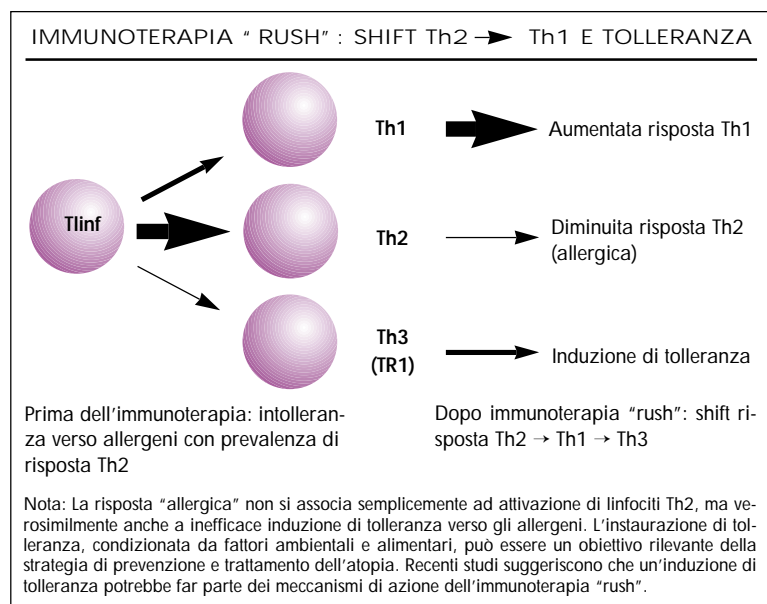 IMMUNOTERAPIA “ RUSH” : SHIFT Th2 → Th1 E TOLLERANZA
Tlinf
Th1
Aumentata risposta Th1
Th2
Diminuita risposta Th2
(allergica)
Th3
(TR1)
Induzione di tolleranza
Prima dell’immunoterapia: intolleran-
za verso allergeni con prevalenza di
risposta Th2
Dopo immunoterapia “rush”: shift ri-
sposta Th2 → Th1 → Th3
Nota: La risposta “allergica” non si associa semplicemente ad attivazione di linfociti Th2, ma ve-
rosimilmente anche a inefficace induzione di tolleranza verso gli allergeni. L’instaurazione di tol-
leranza, condizionata da fattori ambientali e alimentari, può essere un obiettivo rilevante della
strategia di prevenzione e trattamento dell’atopia. Recenti studi suggeriscono che un’induzione di
tolleranza potrebbe far parte dei meccanismi di azione dell’immunoterapia “rush”.